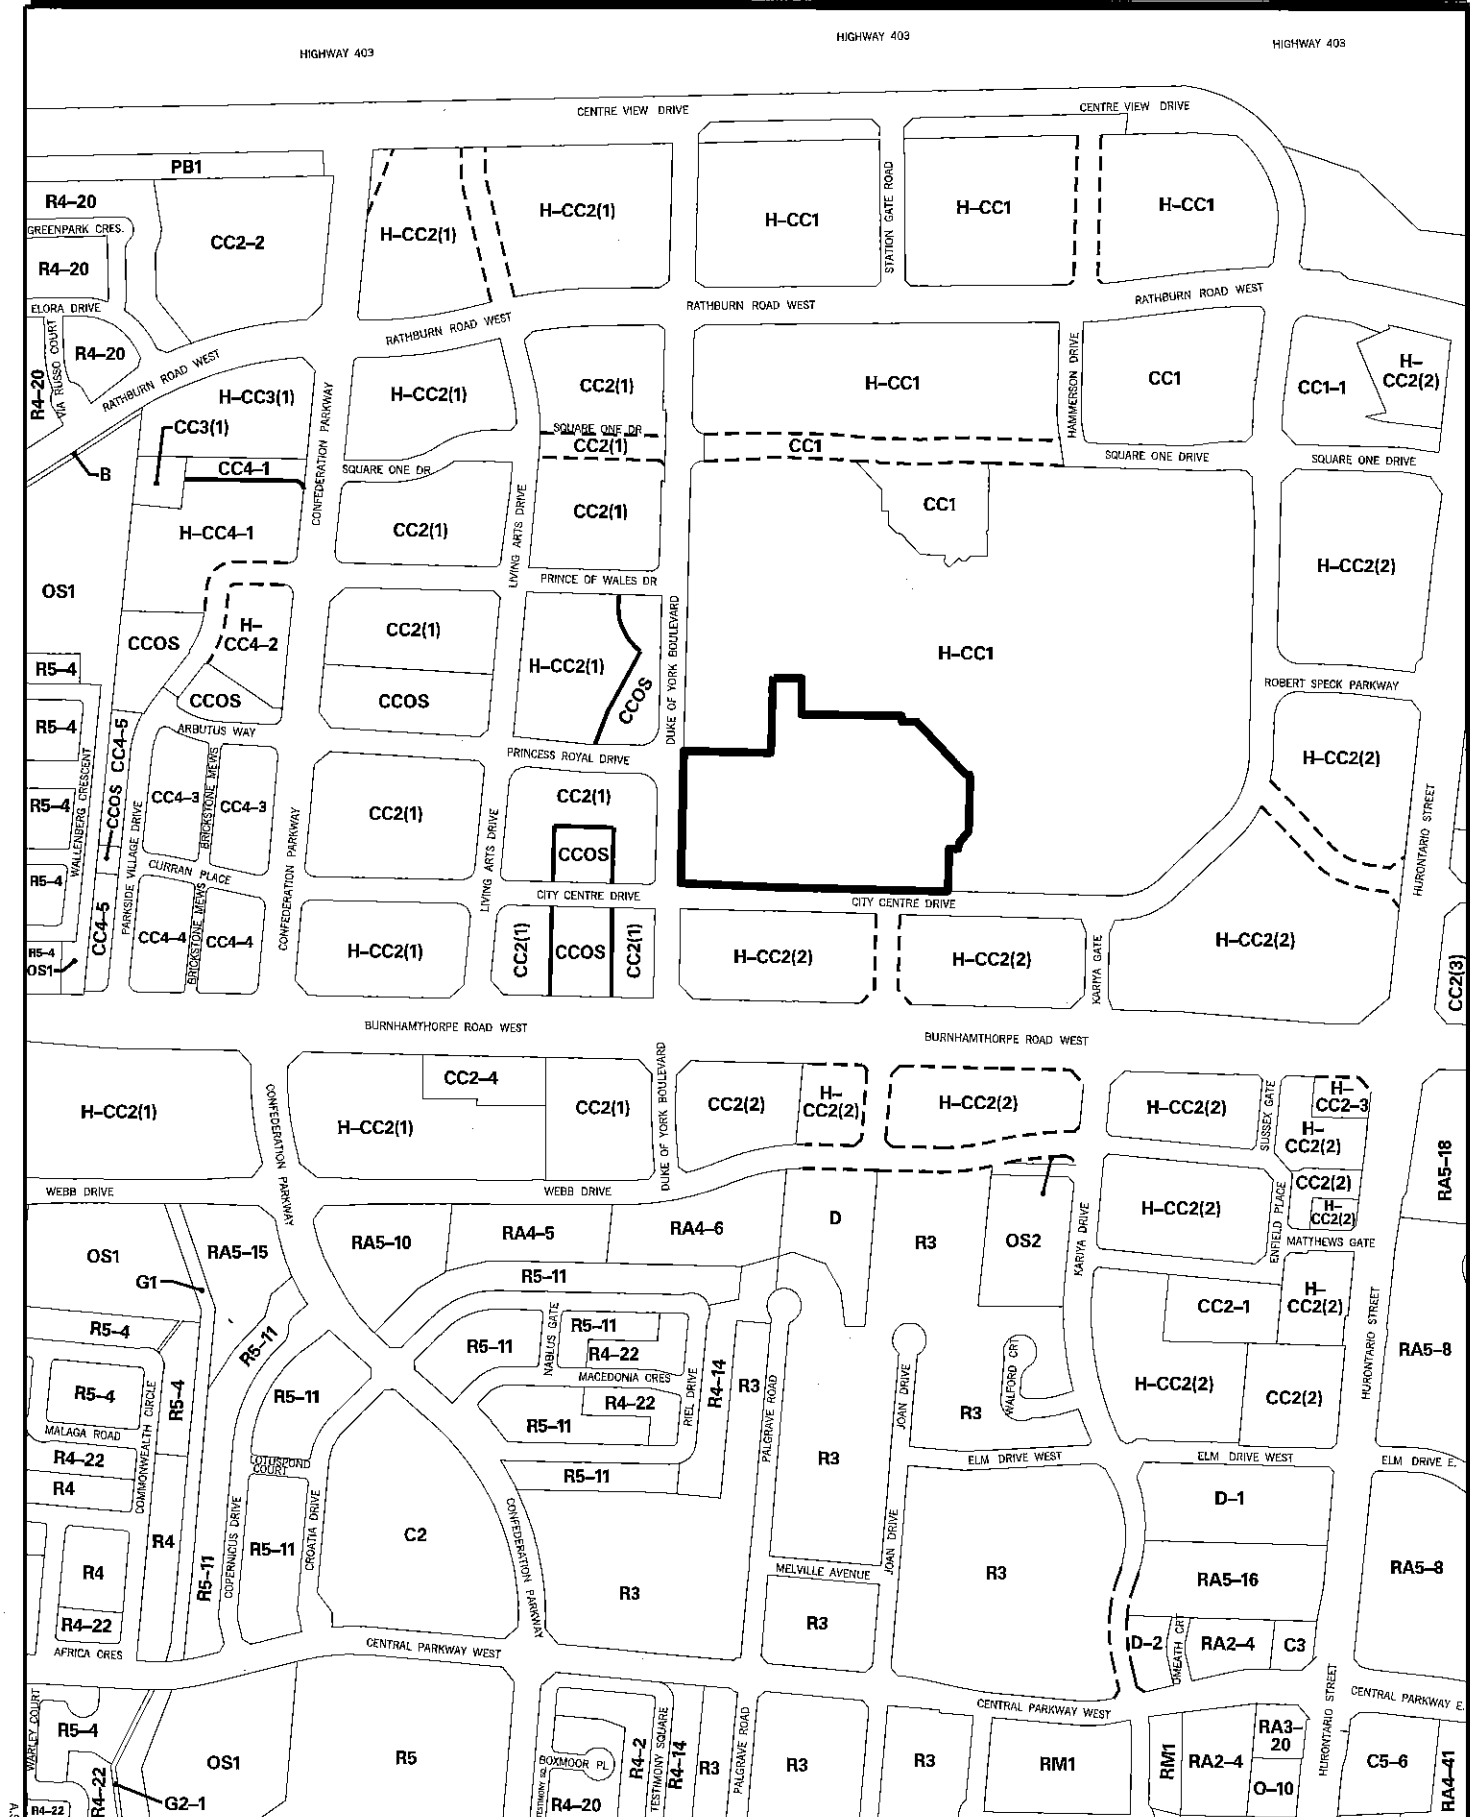 HIGHWAY 403
HIGHWAY 403
HIGHWAY 403
CENTRE VIEW DRIVE
CENTRE VIEW DRIVE
PB1
R4–20
GREENPARK CRES.
R4–20
ELORA DRIVE
VIA RUSSO COURT
R4–20
R4–20
CC2–2
H–CC2(1)
H–CC2(1)
H–CC1
STATION GATE ROAD
H–CC1
H–CC1
RATHBURN ROAD WEST
RATHBURN ROAD WEST
RATHBURN ROAD WEST
RATHBURN ROAD WEST
H–CC3(1)
CC3(1)
B
CC4–1
CONFEDERATION PARKWAY
H–CC2(1)
CC2(1)
SQUARE ONE DR
CC2(1)
SQUARE ONE DR
H–CC1
CC1
HAMMERSON DRIVE
CC1
CC1–1
H–
CC2(2)
SQUARE ONE DRIVE
SQUARE ONE DRIVE
H–CC4–1
CC2(1)
LIVING ARTS DRIVE
CC2(1)
CC1
PRINCE OF WALES DR
H–CC2(2)
OS1
CCOS
H–
CC4–2
CC2(1)
H–CC2(1)
CCOS
DUKE OF YORK BOULEVARD
H–CC1
R5–4
CCOS
CCOS
ROBERT SPECK PARKWAY
R5–4
CC4–5
ARBUTUS WAY
PRINCESS ROYAL DRIVE
H–CC2(2)
WALLENBERG CRESCENT
R5–4
CCOS
CC4–3
BRICKSTONE MEWS
CC4–3
CC2(1)
CC2(1)
CCOS
HURONTARIO STREET
PARKSIDE VILLAGE DRIVE
CURRAN PLACE
CONFEDERATION PARKWAY
LIVING ARTS DRIVE
R5–4
CITY CENTRE DRIVE
CITY CENTRE DRIVE
CC4–5
CC4–4
BRICKSTONE MEWS
CC4–4
H–CC2(1)
CC2(1)
CCOS
CC2(1)
H–CC2(2)
H–CC2(2)
KARIYA GATE
H–CC2(2)
CC2(3)
R5–4
OS1
BURNHAMTHORPE ROAD WEST
BURNHAMTHORPE ROAD WEST
H–CC2(1)
CONFEDERATION PARKWAY
H–CC2(1)
CC2–4
CC2(1)
DUKE OF YORK BOULEVARD
CC2(2)
H–
CC2(2)
H–CC2(2)
H–CC2(2)
SUSSEX GATE
H–
CC2–3
H–
CC2(2)
CC2(2)
H–
CC2(2)
RA5–18
WEBB DRIVE
WEBB DRIVE
H–CC2(2)
ENFIELD PLACE
MATTHEWS GATE
OS1
G1
RA5–15
RA5–10
RA4–5
RA4–6
D
R3
OS2
KARIYA DRIVE
R5–11
CC2–1
H–
CC2(2)
HURONTARIO STREET
RA5–8
R5–4
R5–11
R5–11
NABLUS GATE
R5–11
R4–22
MACEDONIA CRES
R4–22
R5–11
RIEL DRIVE
R4–14
R3
PALGRAVE ROAD
JOAN DRIVE
WALFORD CRT
R3
H–CC2(2)
CC2(2)
R5–4
R5–4
R5–11
COMMONWEALTH CIRCLE
MALAGA ROAD
R4–22
R4
LOTUSPOND
COURT
R5–11
R3
ELM DRIVE WEST
ELM DRIVE WEST
ELM DRIVE E.
D–1
CONFEDERATION PARKWAY
COPERNICUS DRIVE
CROATIA DRIVE
C2
R4
R4
R5–11
R5–11
R3
JOAN DRIVE
MELVILLE AVENUE
R3
R3
RA5–16
RA5–8
R4–22
AFRICA CRES
D–2
OMEATH CRT
RA2–4
C3
CENTRAL PARKWAY WEST
CENTRAL PARKWAY WEST
CENTRAL PARKWAY E.
HURONTARIO STREET
WARLEY COURT
R5–4
R4–22
G2–1
R4–22
OS1
R5
BOXMOOR PL
TESTIMONY SQ
R4–20
R4–2
TESTIMONY SQUARE
R4–14
R3
PALGRAVE ROAD
R3
R3
RM1
RM1
RA2–4
RA3–
20
O–10
C5–6
RA4–41